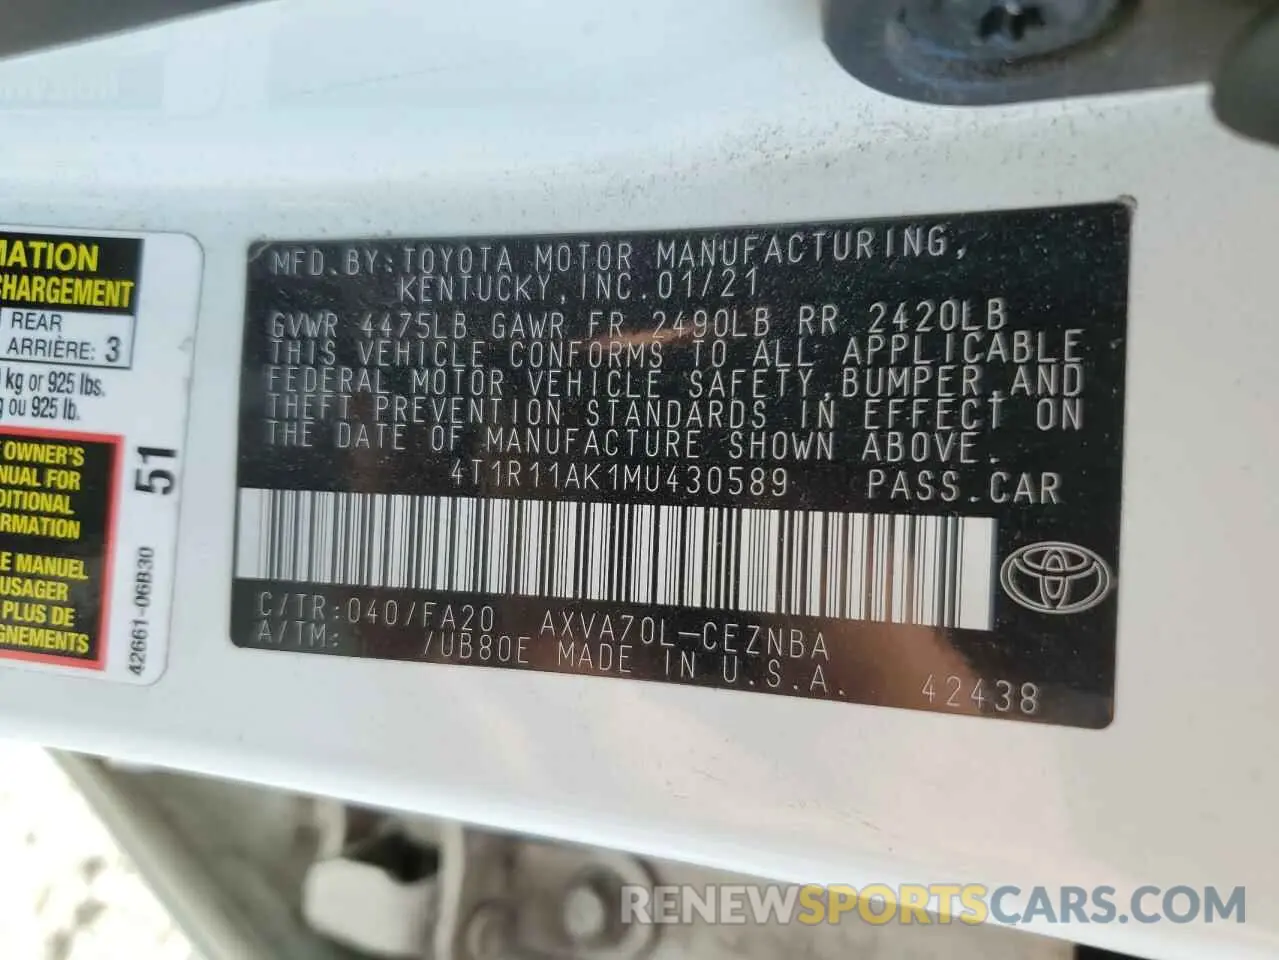 MATION
CHARGEMENT
REAR
ARRIÈRE: 3
kg or 925 lbs.
ou 925 lb.
OWNER'S
NUAL FOR
DITIONAL
RMATION
E MANUEL
USAGER
PLUS DE
GNEMENTS
51
42661-06B30
MFD. BY: TOYOTA MOTOR MANUFACTURING,
KENTUCKY, INC. 01/21
GVWR 4475LB GAWR FR 2490LB RR 2420LB
THIS VEHICLE CONFORMS TO ALL APPLICABLE
FEDERAL MOTOR VEHICLE SAFETY, BUMPER, AND
THEFT PREVENTION STANDARDS IN EFFECT ON
THE DATE OF MANUFACTURE SHOWN ABOVE.
4T1R11AK1MU430589 PASS.CAR
C/TR: 040/FA20 AXVA70L-CEZNBA
A/TM: /UB80E MADE IN U.S.A. 42438
RENEWSPORTSCARS.COM